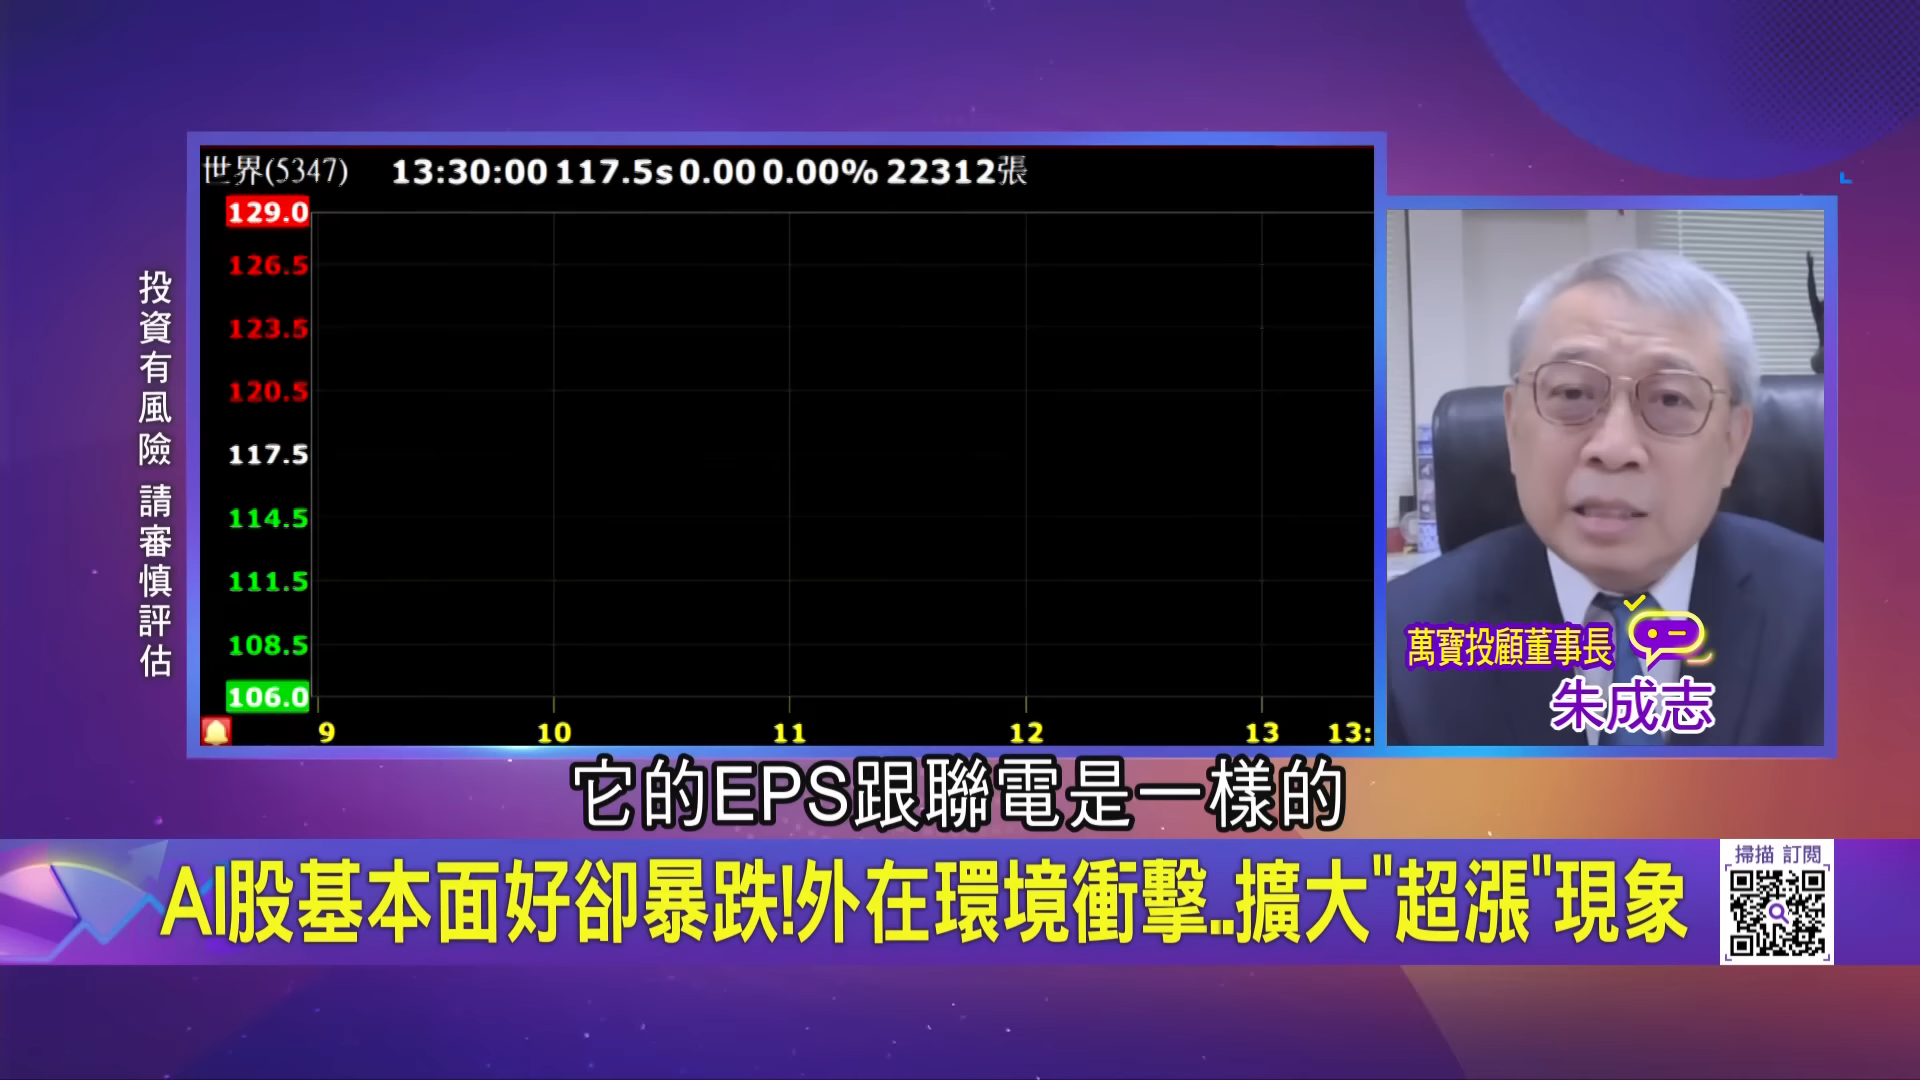 世界(5347) 13:30:00 117.5s 0.00 0.00% 22312張
129.0
126.5
123.5
120.5
117.5
114.5
111.5
108.5
106.0
9 10 11 12 13 13:
投資有風險 請審慎評估
萬寶投顧董事長
朱成志
它的EPS跟聯電是一樣的
AI股基本面好卻暴跌!外在環境衝擊..擴大"超漲"現象
掃描 訂閱